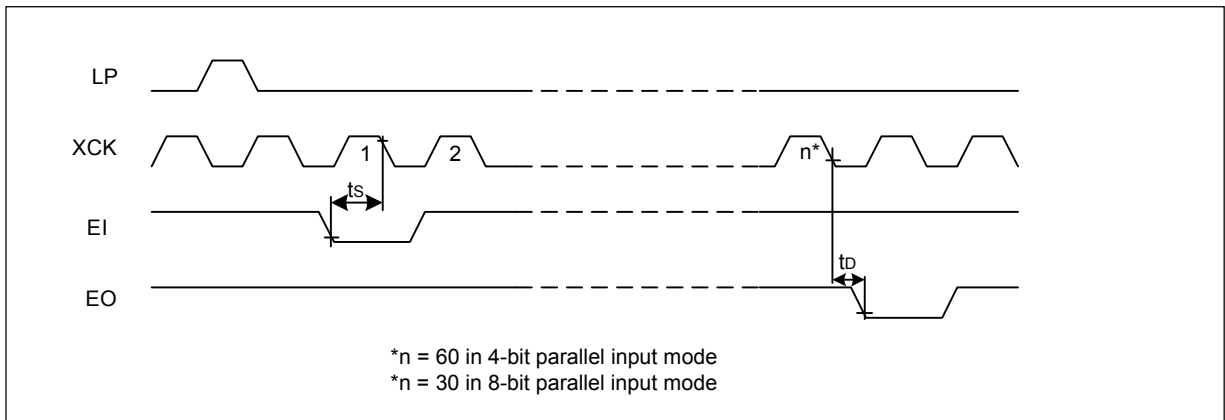 LP
XCK
1
2
n*
ts
EI
tD
EO
*n = 60 in 4-bit parallel input mode
*n = 30 in 8-bit parallel input mode